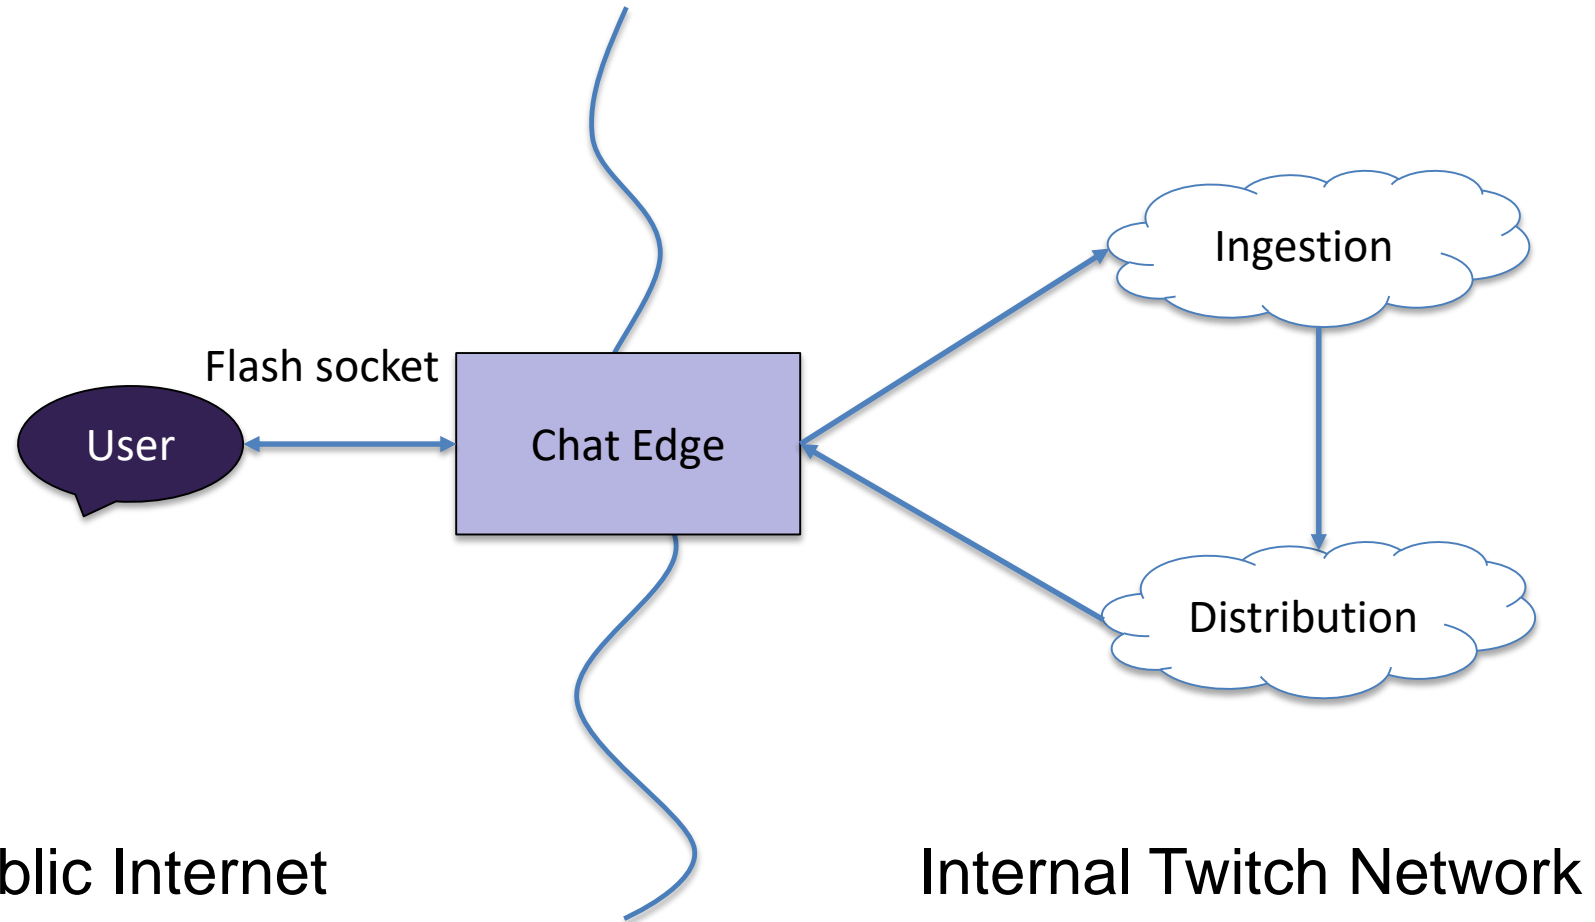 Ingestion
Flash socket
User
Chat Edge
Distribution
blic Internet
Internal Twitch Network